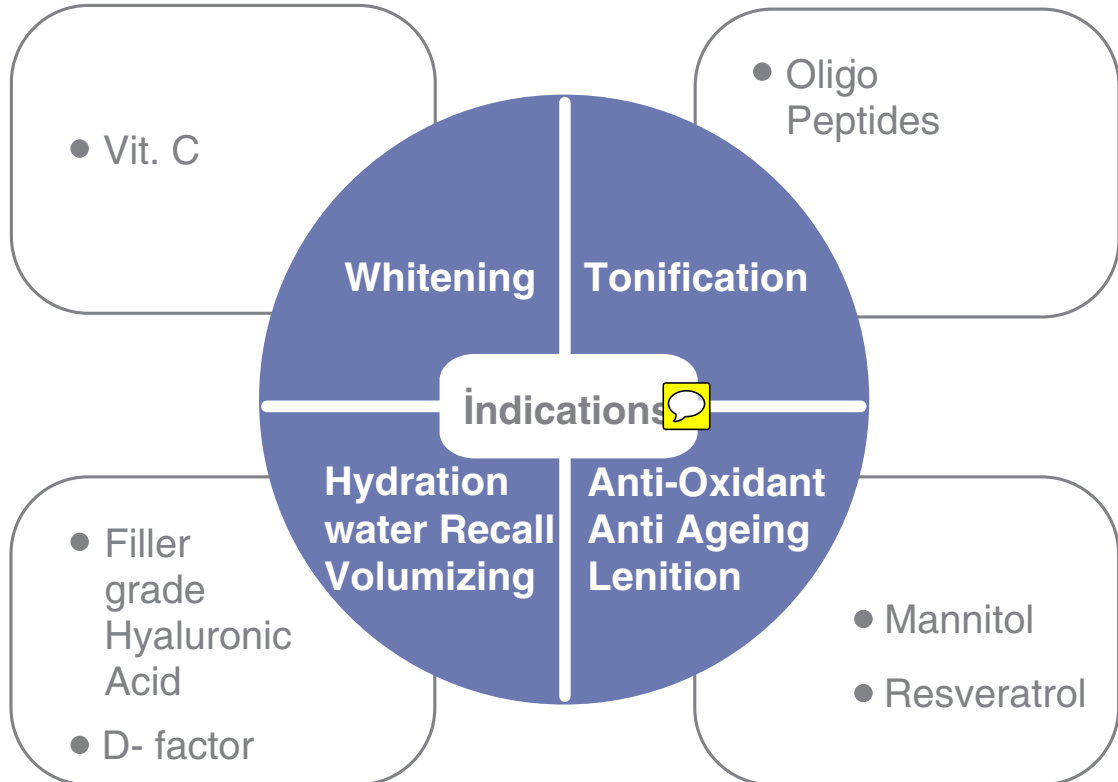 • Vit. C
• Oligo
Peptides
Whitening
Tonification
İndications
Hydration
water Recall
Volumizing
Anti-Oxidant
Anti Ageing
Lenition
• Filler
grade
Hyaluronic
Acid
• D- factor
• Mannitol
• Resveratrol